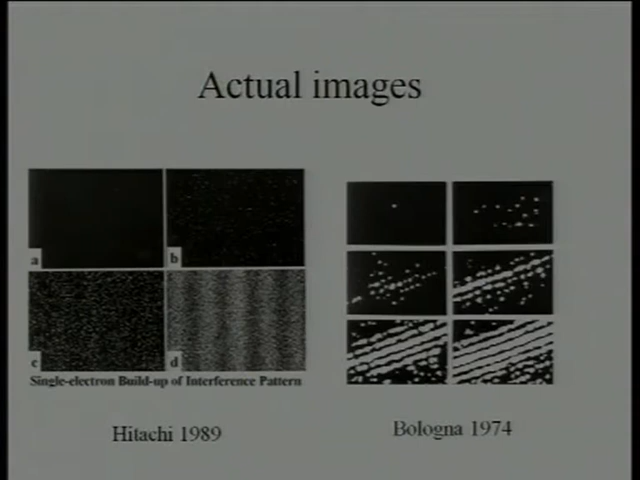 Actual images
a
b
c
d
Single-electron Build-up of Interference Pattern
Hitachi 1989
Bologna 1974